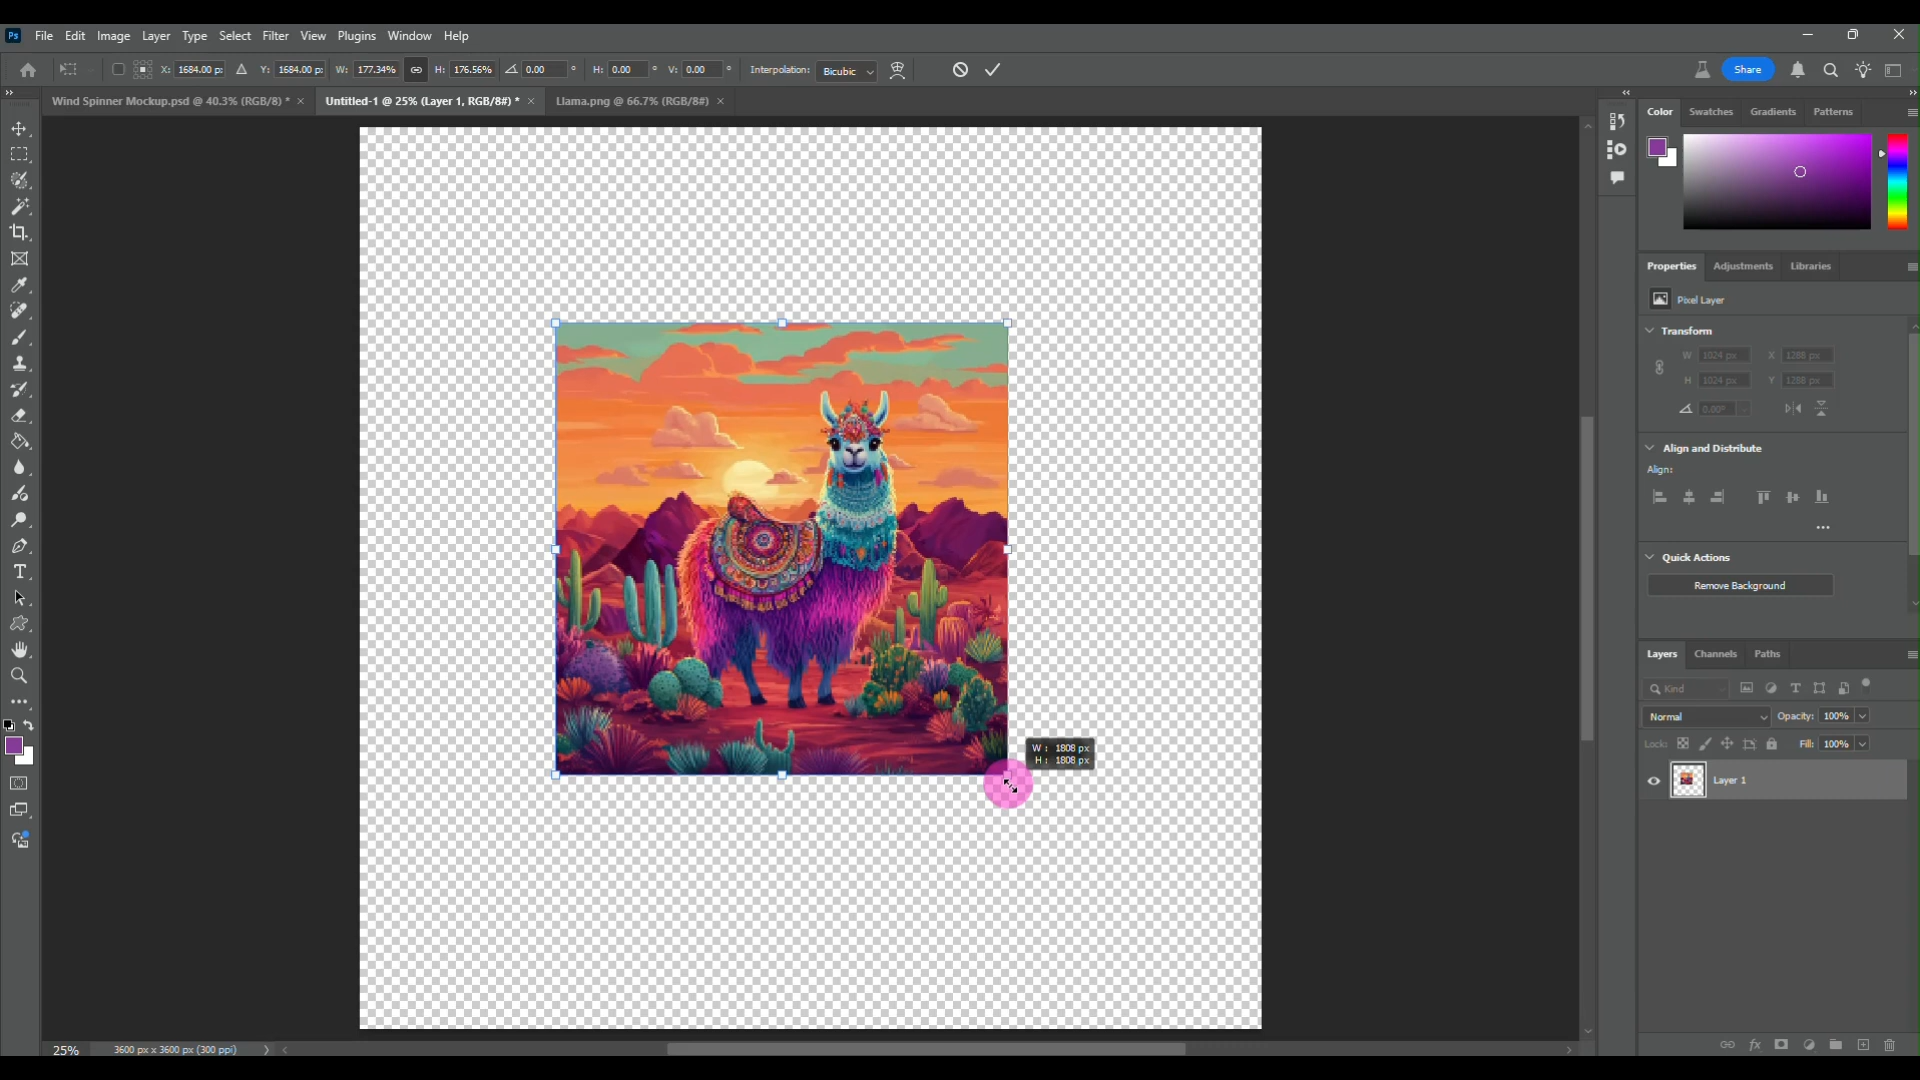 Ps File Edit Image Layer Type Select Filter View Plugins Window Help
X: 1684.00 px Y: 1684.00 px W: 177.34% H: 176.56% 0.00 ° H: 0.00 ° V: 0.00 ° Interpolation: Bicubic Share
Wind Spinner Mockup.psd @ 40.3% (RGB/8) * × Untitled-1 @ 25% (Layer 1, RGB/8#) * × Llama.png @ 66.7% (RGB/8#) ×
Color Swatches Gradients Patterns
Properties Adjustments Libraries
Pixel Layer
Transform
W 1024 px X 1288 px
H 1024 px Y 1288 px
0.00°
Align and Distribute
Align:
Quick Actions
Remove Background
Layers Channels Paths
Kind
Normal Opacity: 100%
Lock: Fill: 100%
Layer 1
W : 1808 px
H : 1808 px
25% 3600 px x 3600 px (300 ppi)